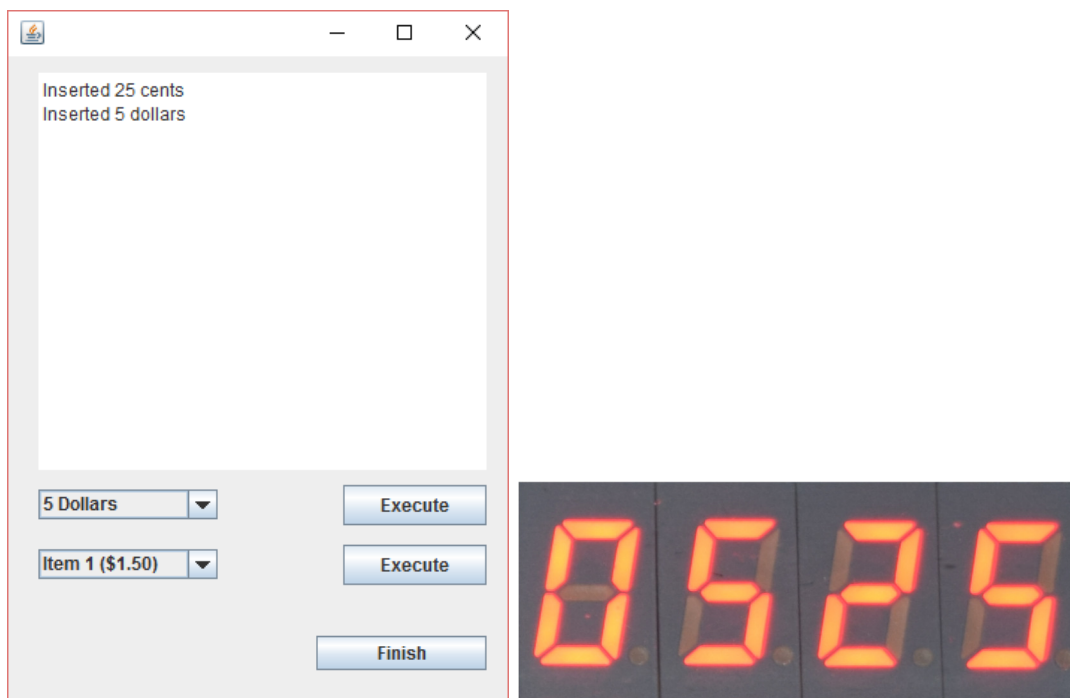 Inserted 25 cents
Inserted 5 dollars
5 Dollars
Execute
Item 1 ($1.50)
Execute
Finish
0525